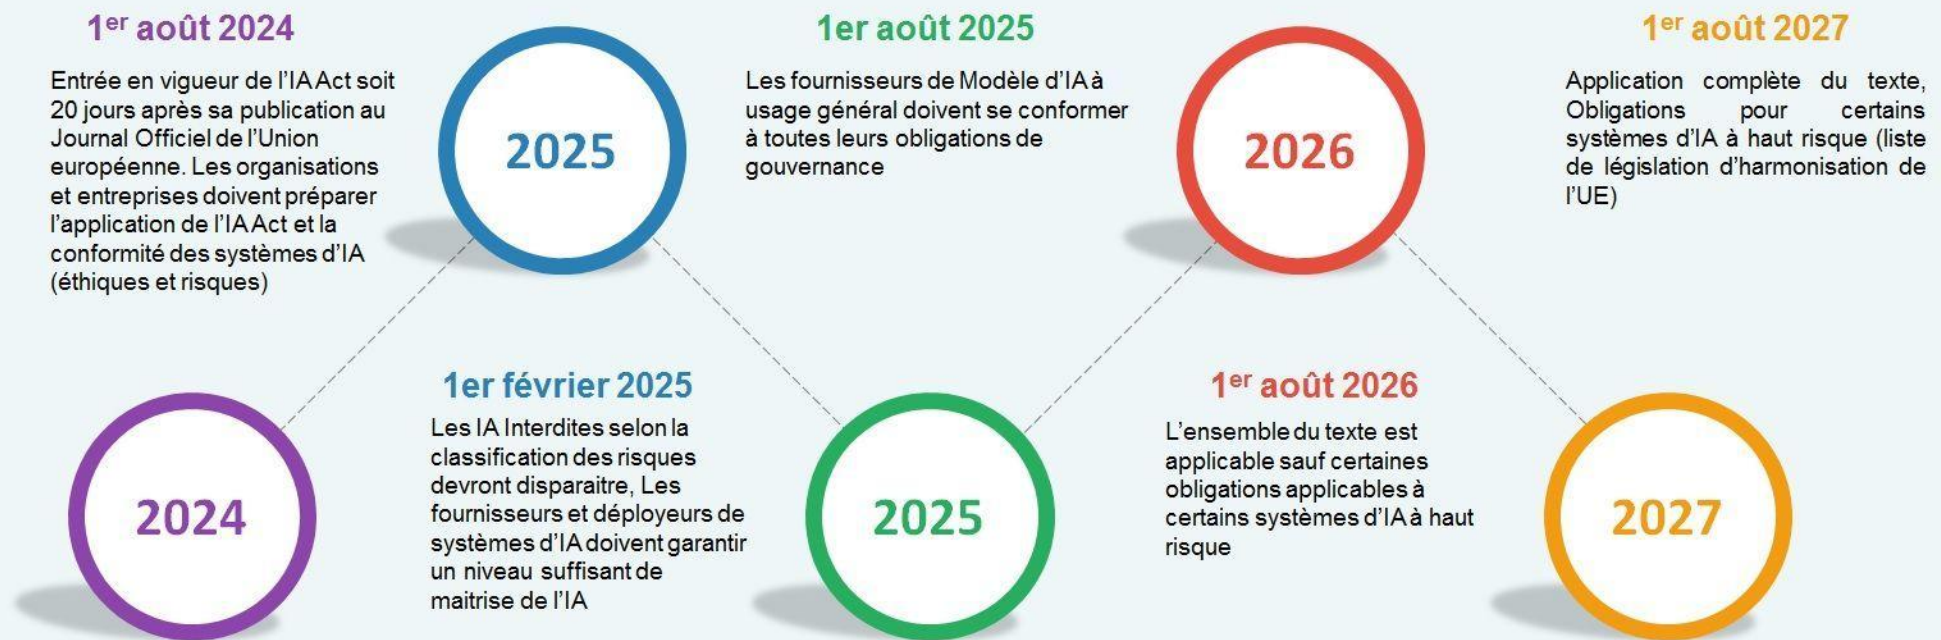 1er août 2024
Entrée en vigueur de l'IA Act soit
20 jours après sa publication au
Journal Officiel de l'Union
européenne. Les organisations
et entreprises doivent préparer
l'application de l'IA Act et la
conformité des systèmes d'IA
(éthiques et risques)
2024
2025
1er février 2025
Les IA Interdites selon la
classification des risques
devront disparaitre, Les
fournisseurs et déployeurs de
systèmes d'IA doivent garantir
un niveau suffisant de
maitrise de l'IA
1er août 2025
Les fournisseurs de Modèle d'IA à
usage général doivent se conformer
à toutes leurs obligations de
gouvernance
2025
2026
1er août 2026
L'ensemble du texte est
applicable sauf certaines
obligations applicables à
certains systèmes d'IA à haut
risque
1er août 2027
Application complète du texte,
Obligations pour certains
systèmes d'IA à haut risque (liste
de législation d'harmonisation de
l'UE)
2027